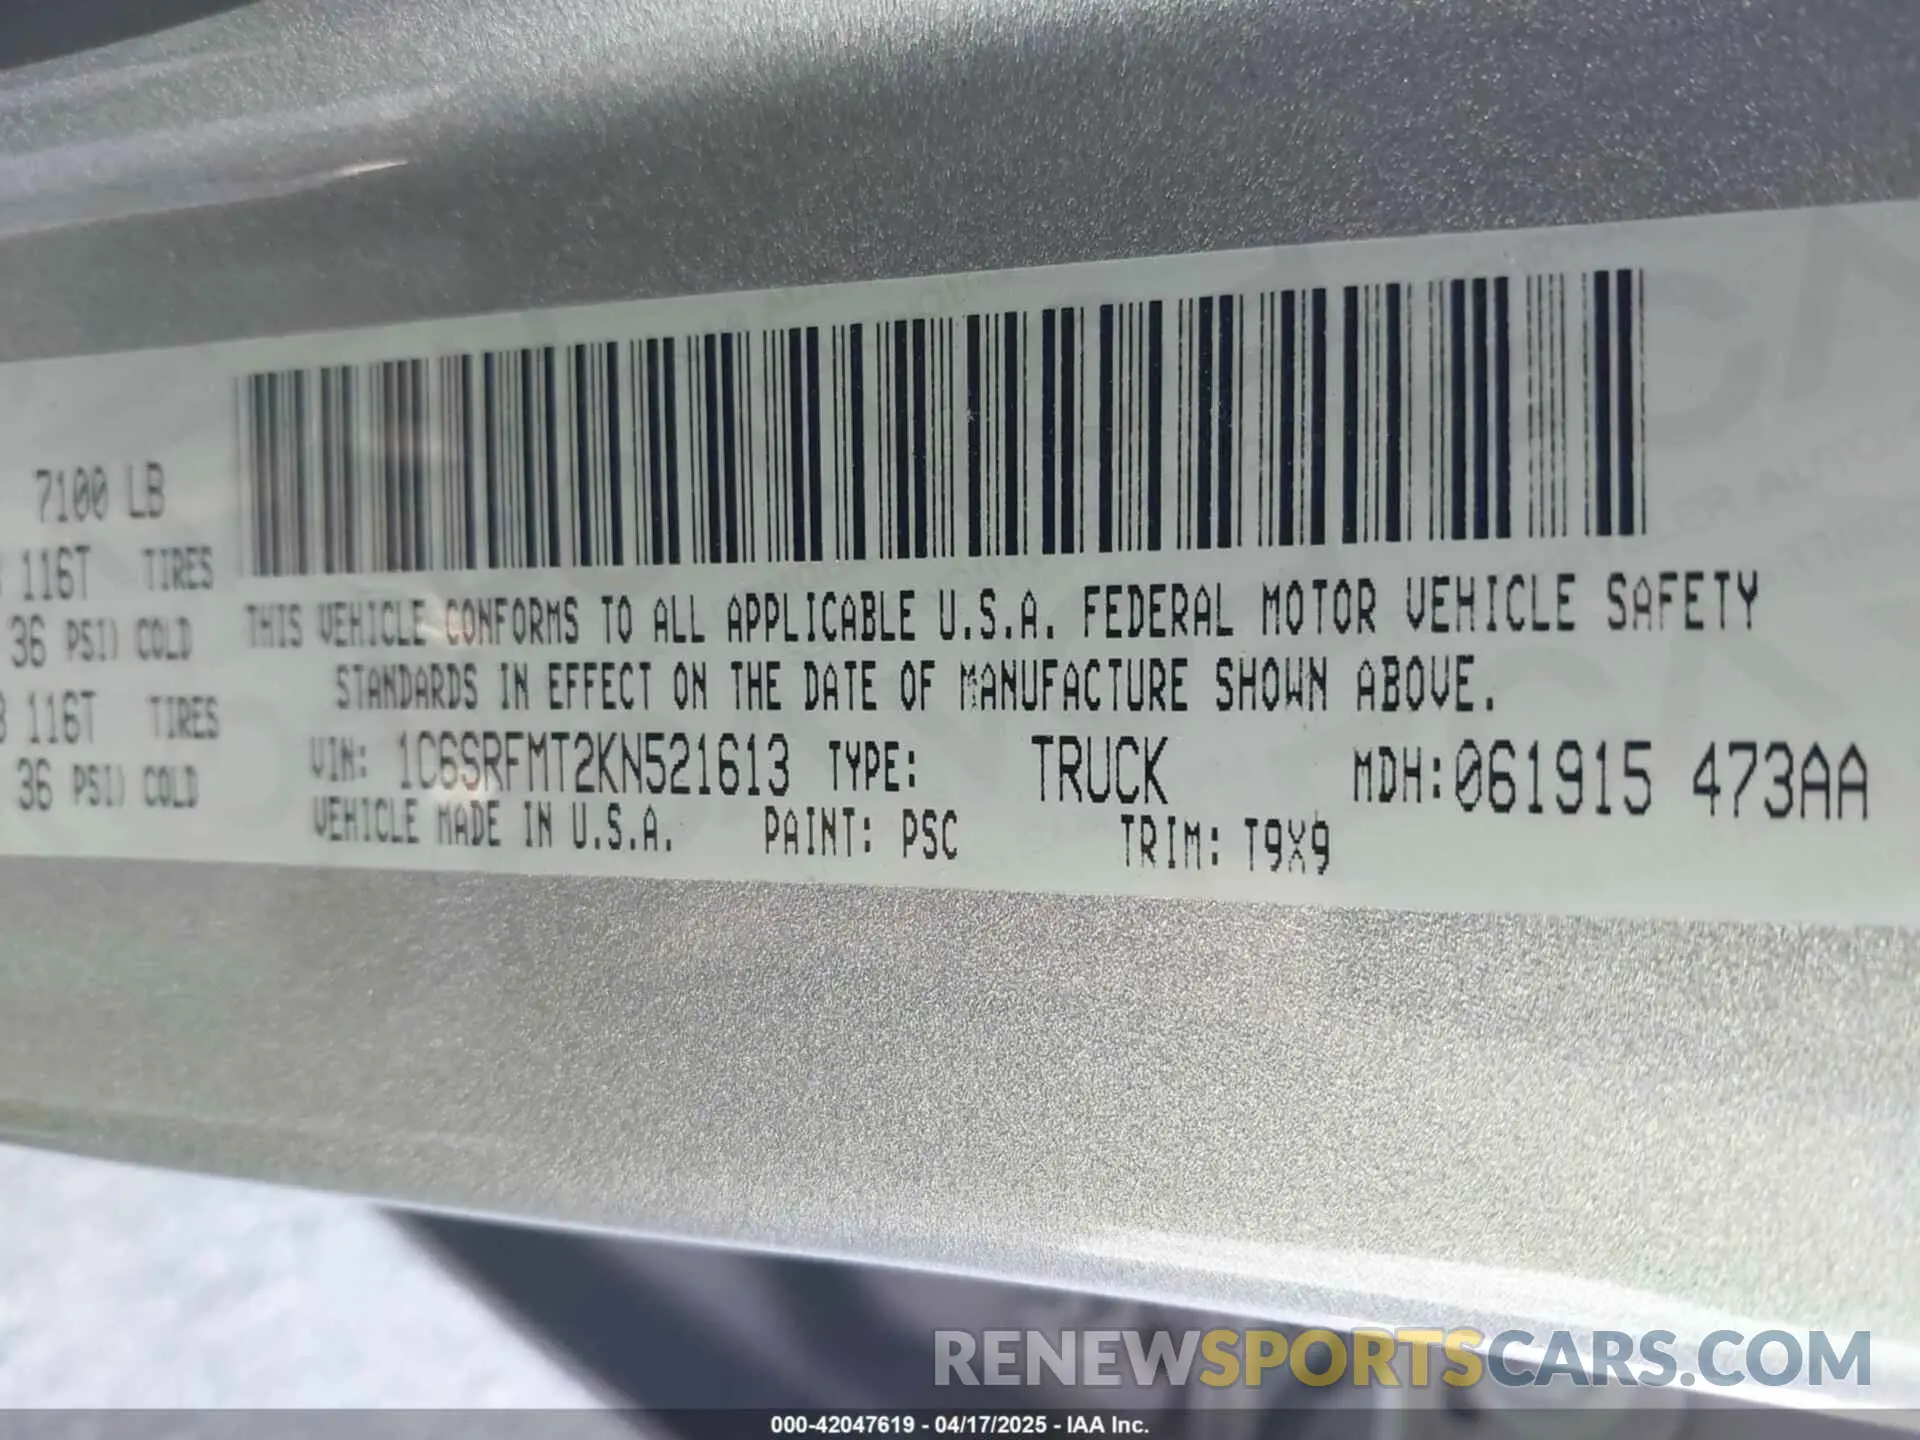 7100 LB
116T TIRES
36 PSI) COLD
116T TIRES
36 PSI) COLD
THIS VEHICLE CONFORMS TO ALL APPLICABLE U.S.A. FEDERAL MOTOR VEHICLE SAFETY
STANDARDS IN EFFECT ON THE DATE OF MANUFACTURE SHOWN ABOVE.
VIN: 1C6SRFMT2KN521613 TYPE: TRUCK MDH:061915 473AA
VEHICLE MADE IN U.S.A. PAINT: PSC TRIM: T9X9
RENEWSPORTSCARS.COM
000-42047619 - 04/17/2025 - IAA Inc.